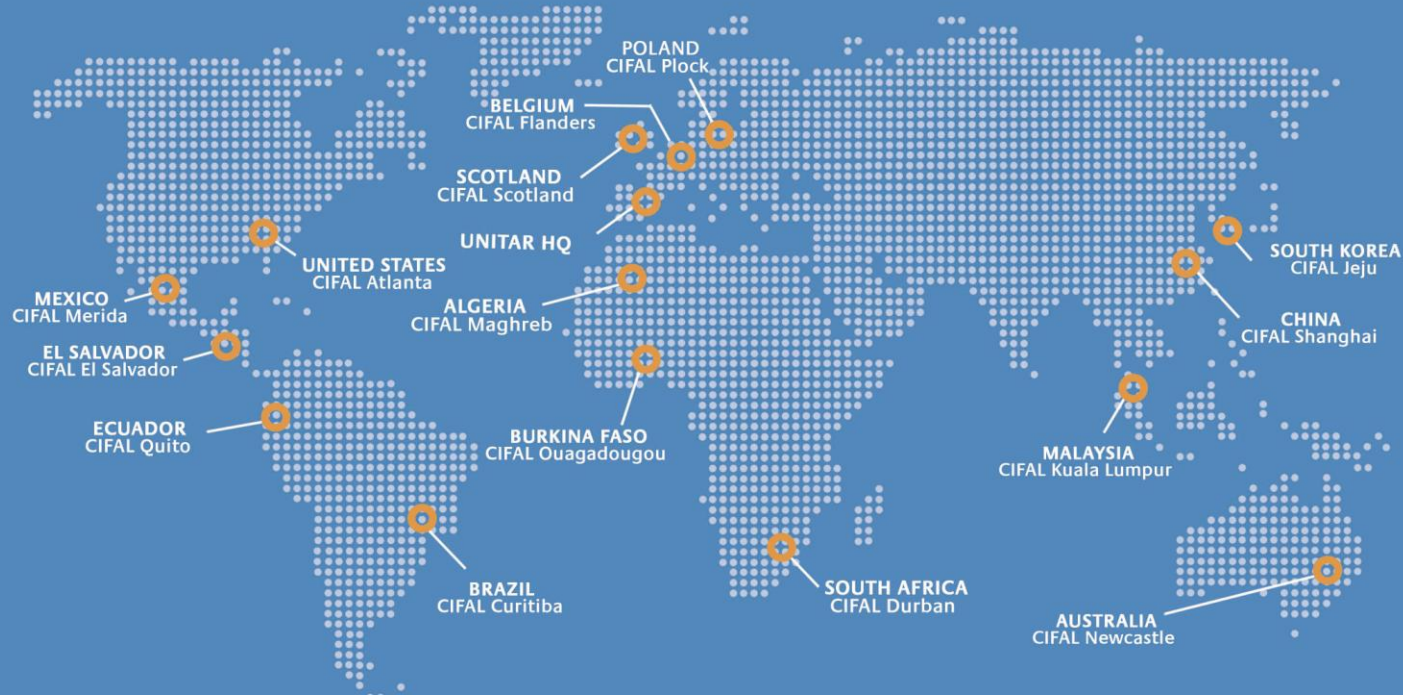 POLAND
CIFAL Plock
BELGIUM
CIFAL Flanders
SCOTLAND
CIFAL Scotland
UNITAR HQ
UNITED STATES
CIFAL Atlanta
MEXICO
CIFAL Merida
EL SALVADOR
CIFAL El Salvador
ECUADOR
CIFAL Quito
BRAZIL
CIFAL Curitiba
ALGERIA
CIFAL Maghreb
BURKINA FASO
CIFAL Ouagadougou
SOUTH AFRICA
CIFAL Durban
SOUTH KOREA
CIFAL Jeju
CHINA
CIFAL Shanghai
MALAYSIA
CIFAL Kuala Lumpur
AUSTRALIA
CIFAL Newcastle